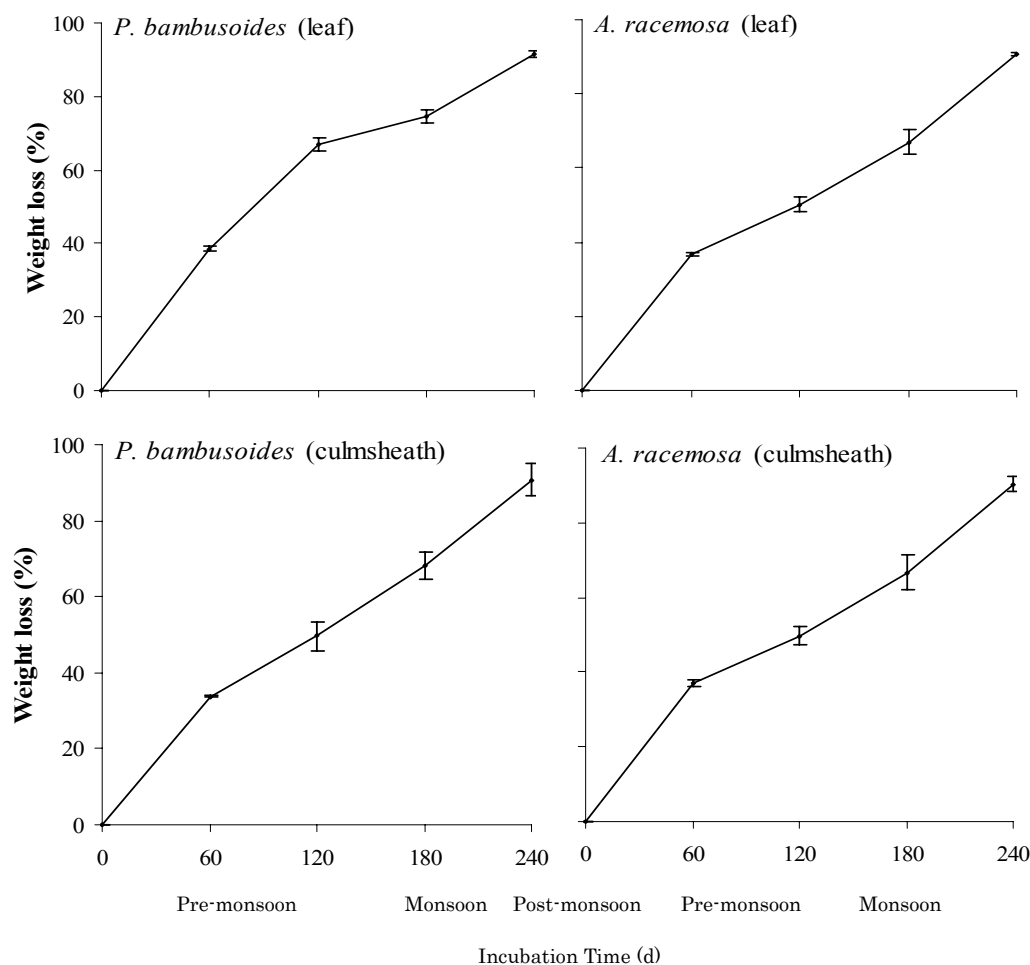 P. bambusoides (leaf)
A. racemosa (leaf)
100
80
60
40
20
0
Weight loss (%)
P. bambusoides (culmsheath)
A. racemosa (culmsheath)
100
80
60
40
20
0
Weight loss (%)
0 60 120 180 240 0 60 120 180 240
Pre-monsoon Monsoon Post-monsoon Pre-monsoon Monsoon
Incubation Time (d)